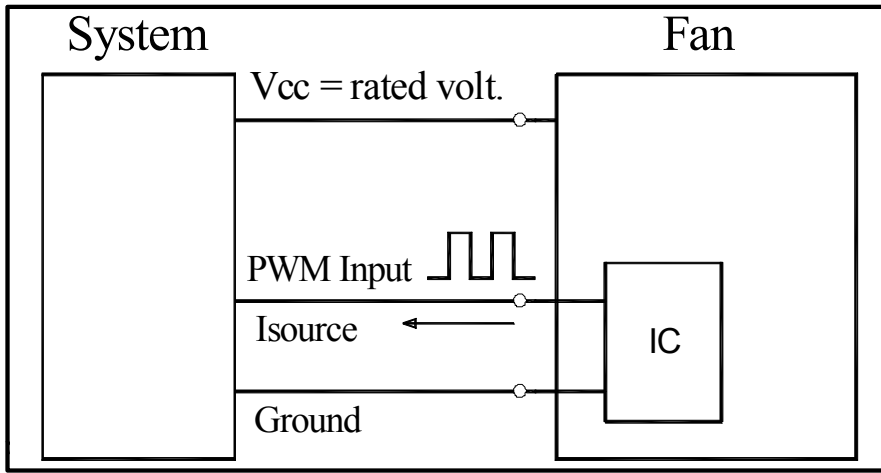 System
Fan
Vcc = rated volt.
PWM Input
Isource
IC
Ground